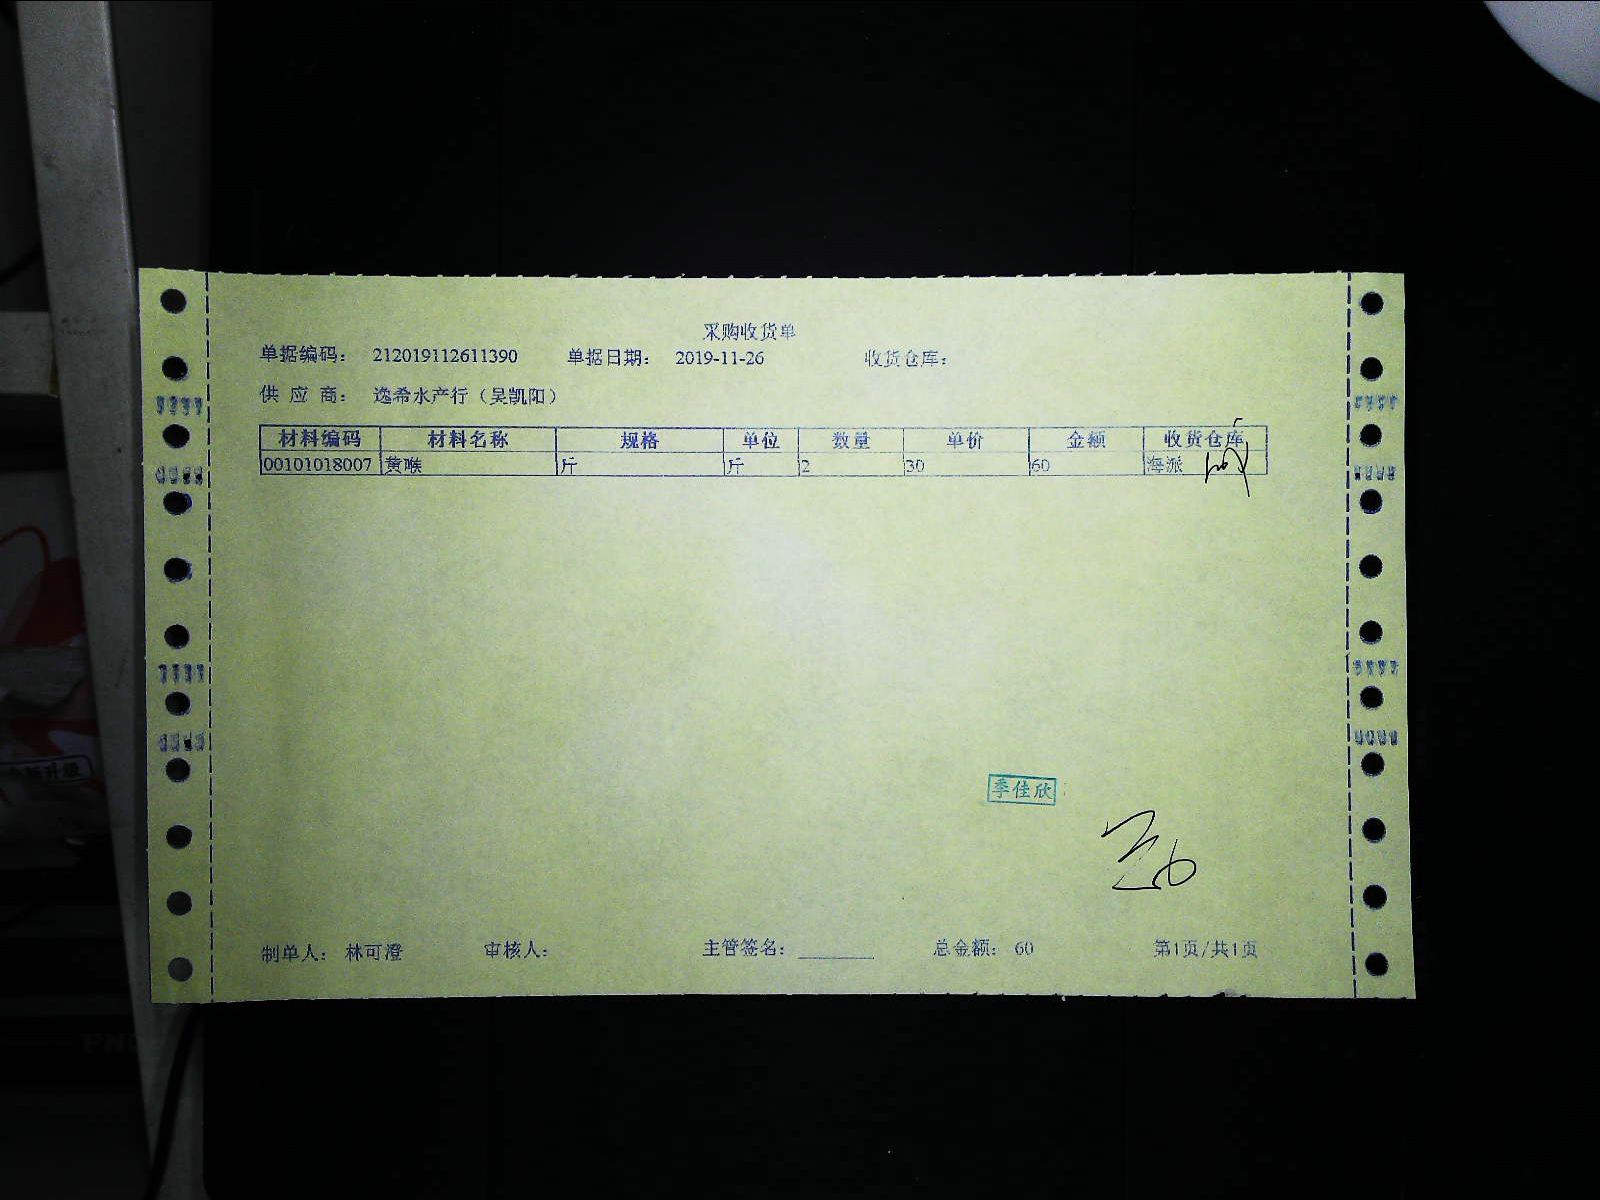 采购收货单
单据编码: 212019112611390 单据日期: 2019-11-26 收货仓库:
供 应 商: 逸希水产行（吴凯阳）
材料编码 材料名称 规格 单位 数量 单价 金额 收货仓库
00101018007 黄喉 斤 斤 2 30 60 海派
季佳欣
制单人: 林可澄 审核人: 主管签名: 总金额: 60 第1页/共1页